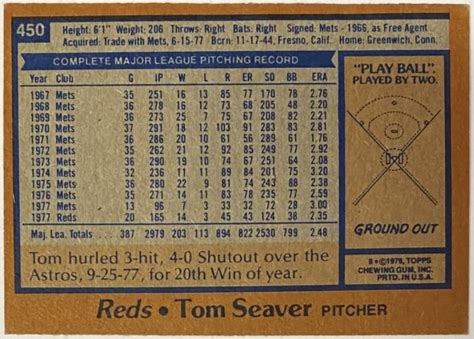 450
Height: 6'1" Weight: 206 Throws: Right Bats: Right Signed: Mets - 1966, as Free Agent
Acquired: Trade with Mets, 6-15-77 Born: 11-17-44, Fresno, Calif. Home: Greenwich, Conn.
COMPLETE MAJOR LEAGUE PITCHING RECORD
Year Club G IP W L R ER SO BB ERA
1967 Mets 35 251 16 13 85 77 170 78 2.76
1968 Mets 36 278 16 12 73 68 205 48 2.20
1969 Mets 36 273 25 7 75 67 208 82 2.21
1970 Mets 37 291 18 12 103 91 283 83 2.81
1971 Mets 36 286 20 10 61 56 289 61 1.76
1972 Mets 35 262 21 12 92 85 249 77 2.92
1973 Mets 36 290 19 10 74 67 251 64 2.08
1974 Mets 32 236 11 11 89 84 201 75 3.20
1975 Mets 36 280 22 9 81 74 243 88 2.38
1976 Mets 35 271 14 11 83 78 235 77 2.59
1977 Mets 13 96 7 3 33 32 72 28 3.00
1977 Reds 20 165 14 3 45 43 124 38 2.35
Maj. Lea. Totals 387 2979 203 113 894 822 2530 799 2.48
Tom hurled 3-hit, 4-0 Shutout over the
Astros, 9-25-77, for 20th Win of year.
"PLAY BALL"
PLAYED BY TWO.
GROUND OUT
©1978, TOPPS
CHEWING GUM, INC.
PRTD. IN U.S.A.
Reds • Tom Seaver PITCHER